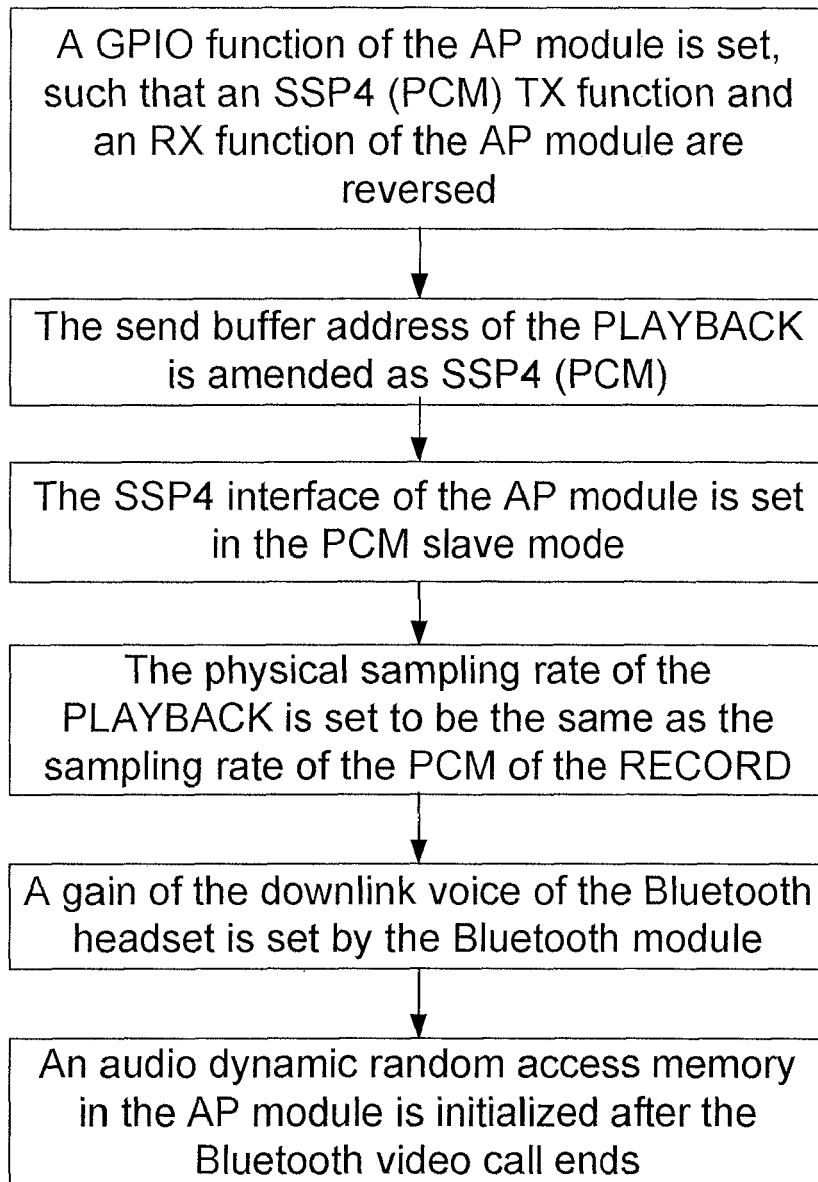 A GPIO function of the AP module is set,
such that an SSP4 (PCM) TX function and
an RX function of the AP module are
reversed
The send buffer address of the PLAYBACK
is amended as SSP4 (PCM)
The SSP4 interface of the AP module is set
in the PCM slave mode
The physical sampling rate of the
PLAYBACK is set to be the same as the
sampling rate of the PCM of the RECORD
A gain of the downlink voice of the Bluetooth
headset is set by the Bluetooth module
An audio dynamic random access memory
in the AP module is initialized after the
Bluetooth video call ends